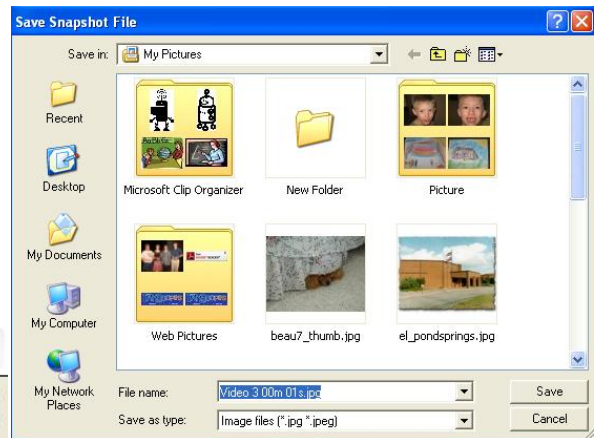 Save Snapshot File
Save in: My Pictures
Recent
Desktop
My Documents
My Computer
My Network Places
Microsoft Clip Organizer
New Folder
Picture
Web Pictures
beau7_thumb.jpg
el_pondsprings.jpg
File name: Video 3 00m 01s.jpg
Save
Save as type: Image files (*.jpg *.jpeg)
Cancel